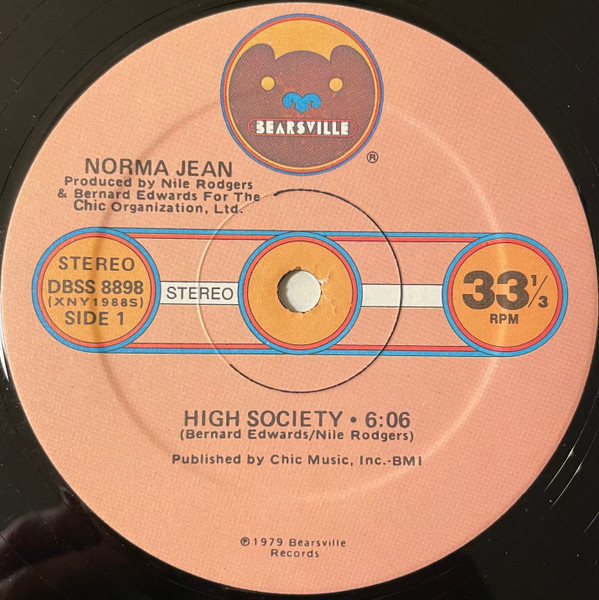 BEARSVILLE
®
NORMA JEAN
Produced by Nile Rodgers
& Bernard Edwards For The
Chic Organization, Ltd.
STEREO
DBSS 8898
(XNY1988S)
SIDE 1
STEREO
33 1/3
RPM
HIGH SOCIETY • 6:06
(Bernard Edwards/Nile Rodgers)
Published by Chic Music, Inc.-BMI
℗1979 Bearsville
Records